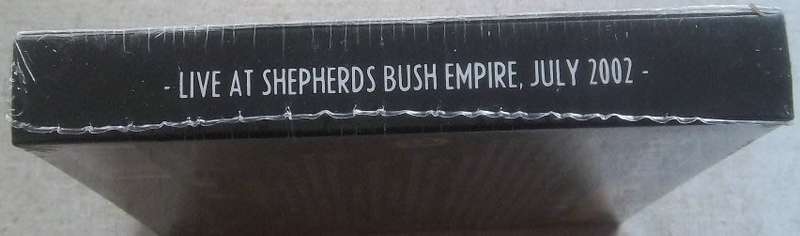 - LIVE AT SHEPHERDS BUSH EMPIRE, JULY 2002 -